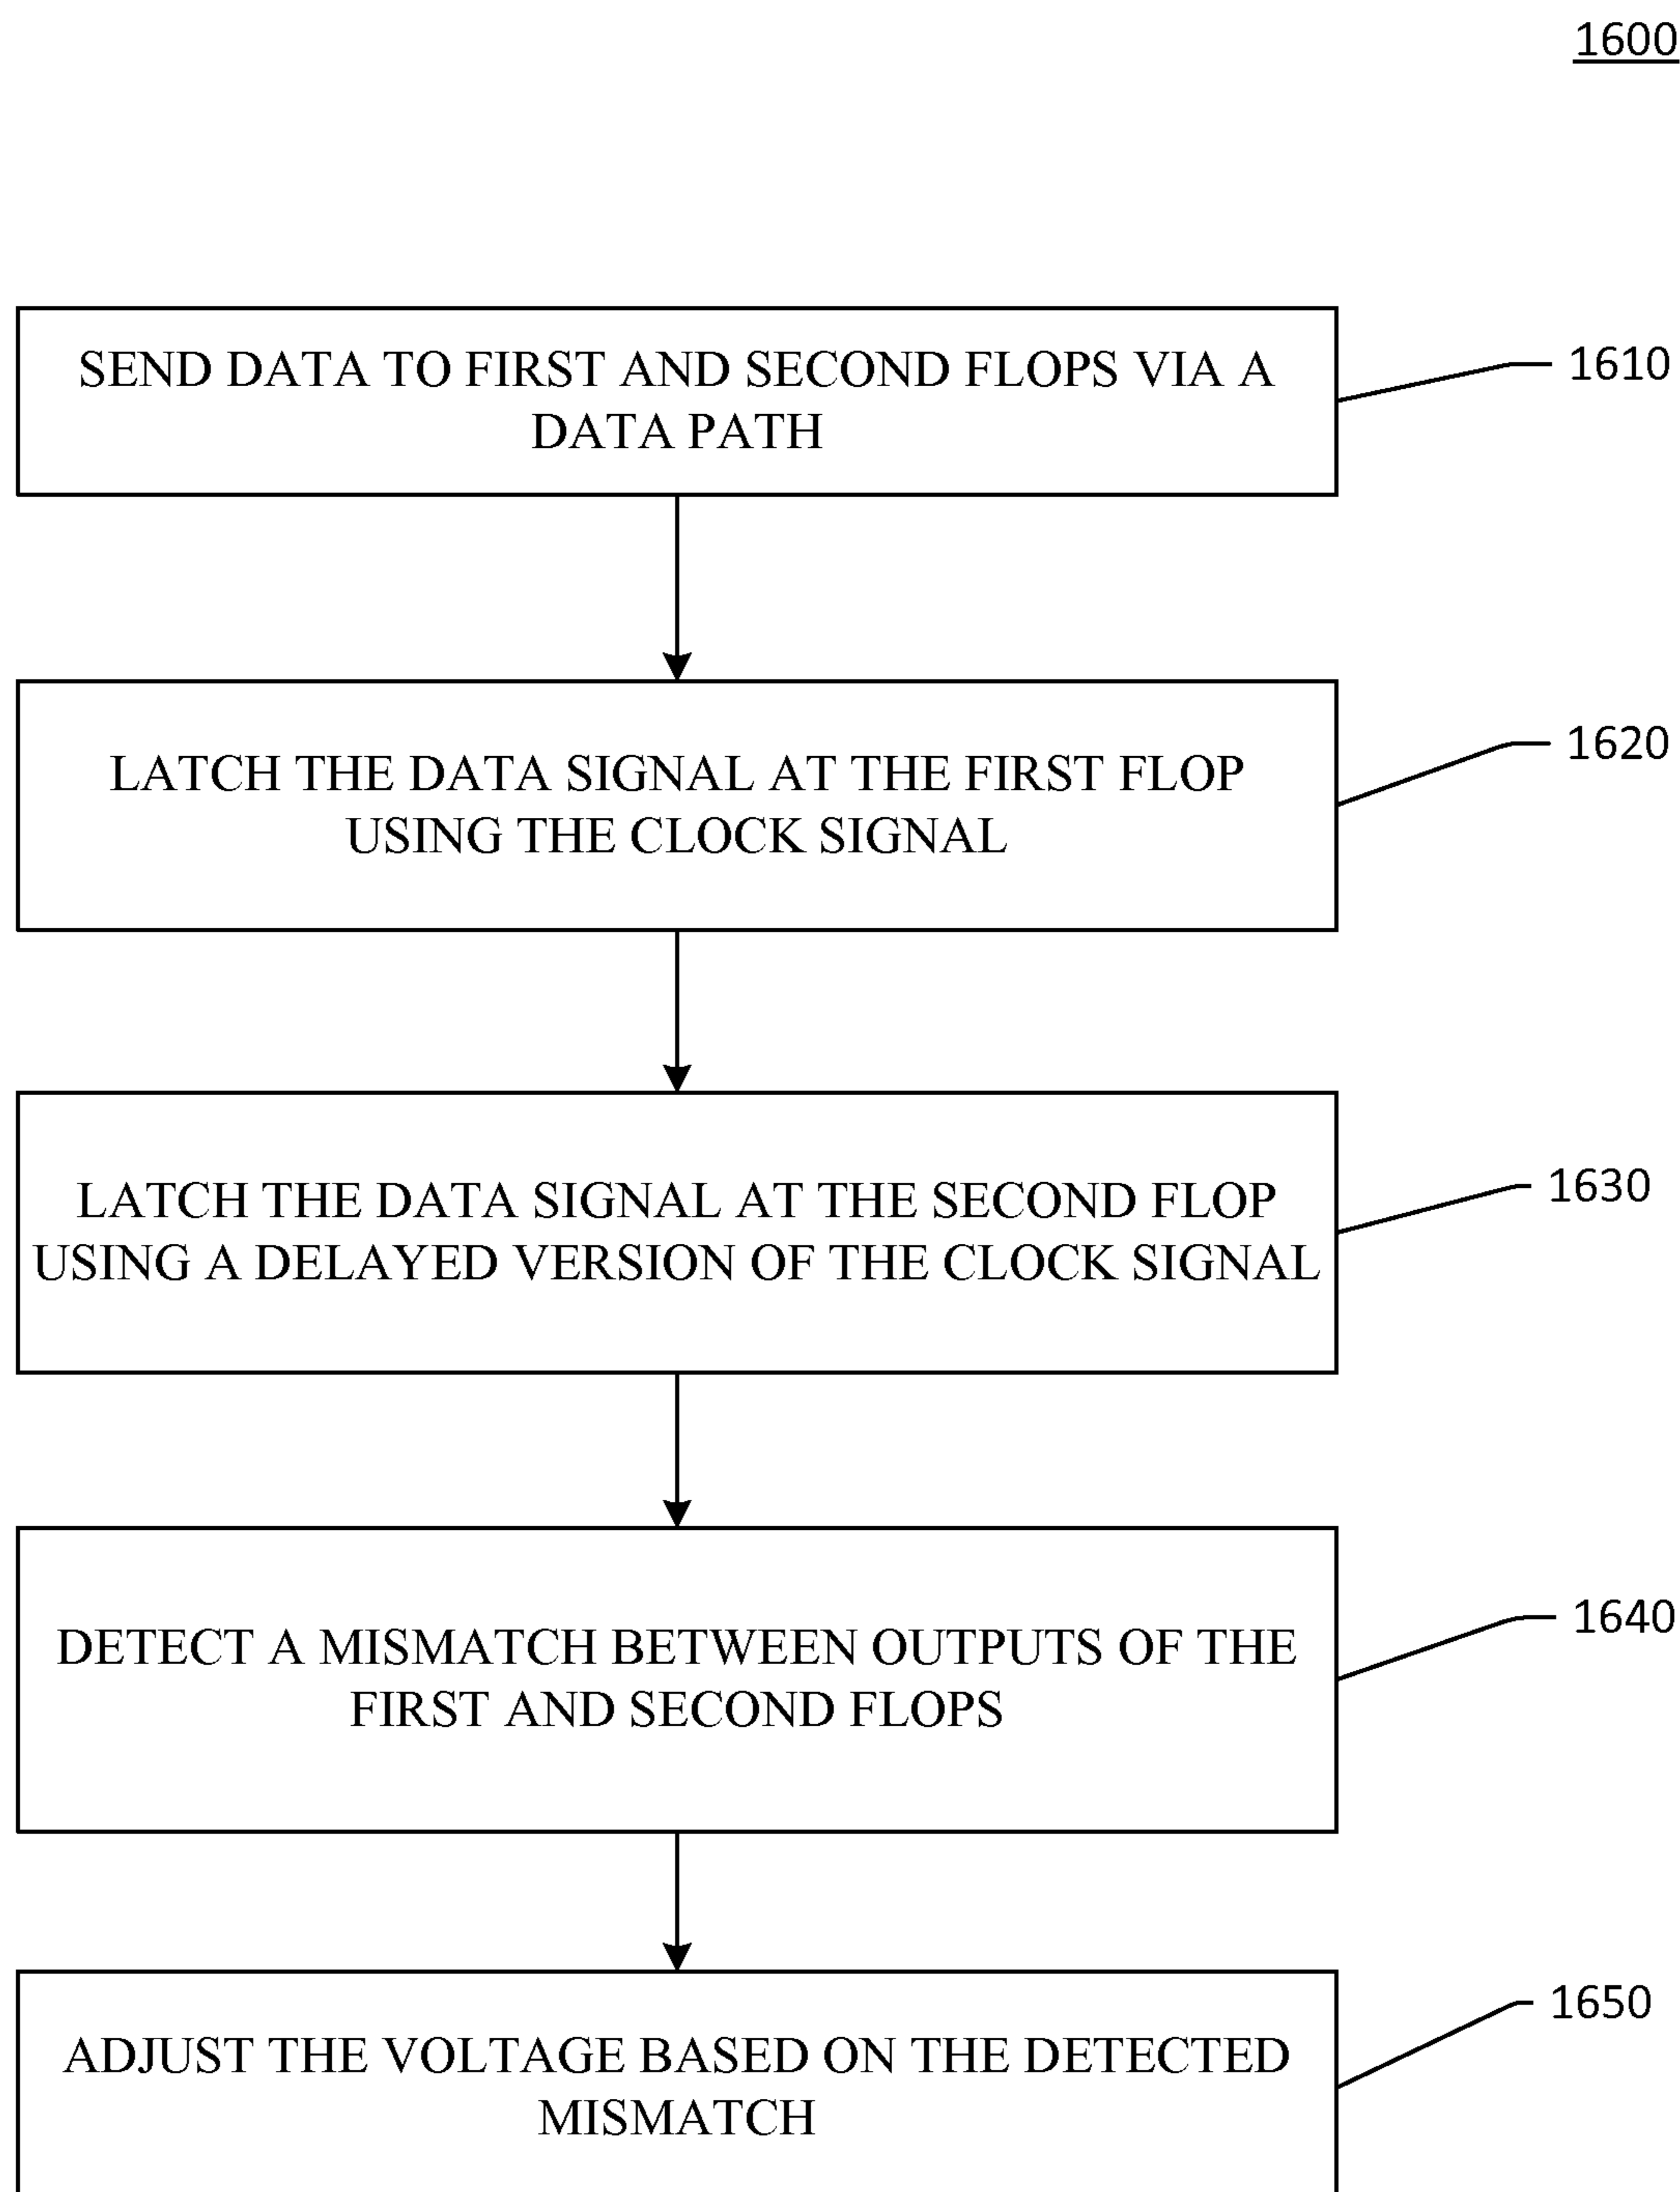 1600
SEND DATA TO FIRST AND SECOND FLOPS VIA A
DATA PATH
1610
LATCH THE DATA SIGNAL AT THE FIRST FLOP
USING THE CLOCK SIGNAL
1620
LATCH THE DATA SIGNAL AT THE SECOND FLOP
USING A DELAYED VERSION OF THE CLOCK SIGNAL
1630
DETECT A MISMATCH BETWEEN OUTPUTS OF THE
FIRST AND SECOND FLOPS
1640
ADJUST THE VOLTAGE BASED ON THE DETECTED
MISMATCH
1650